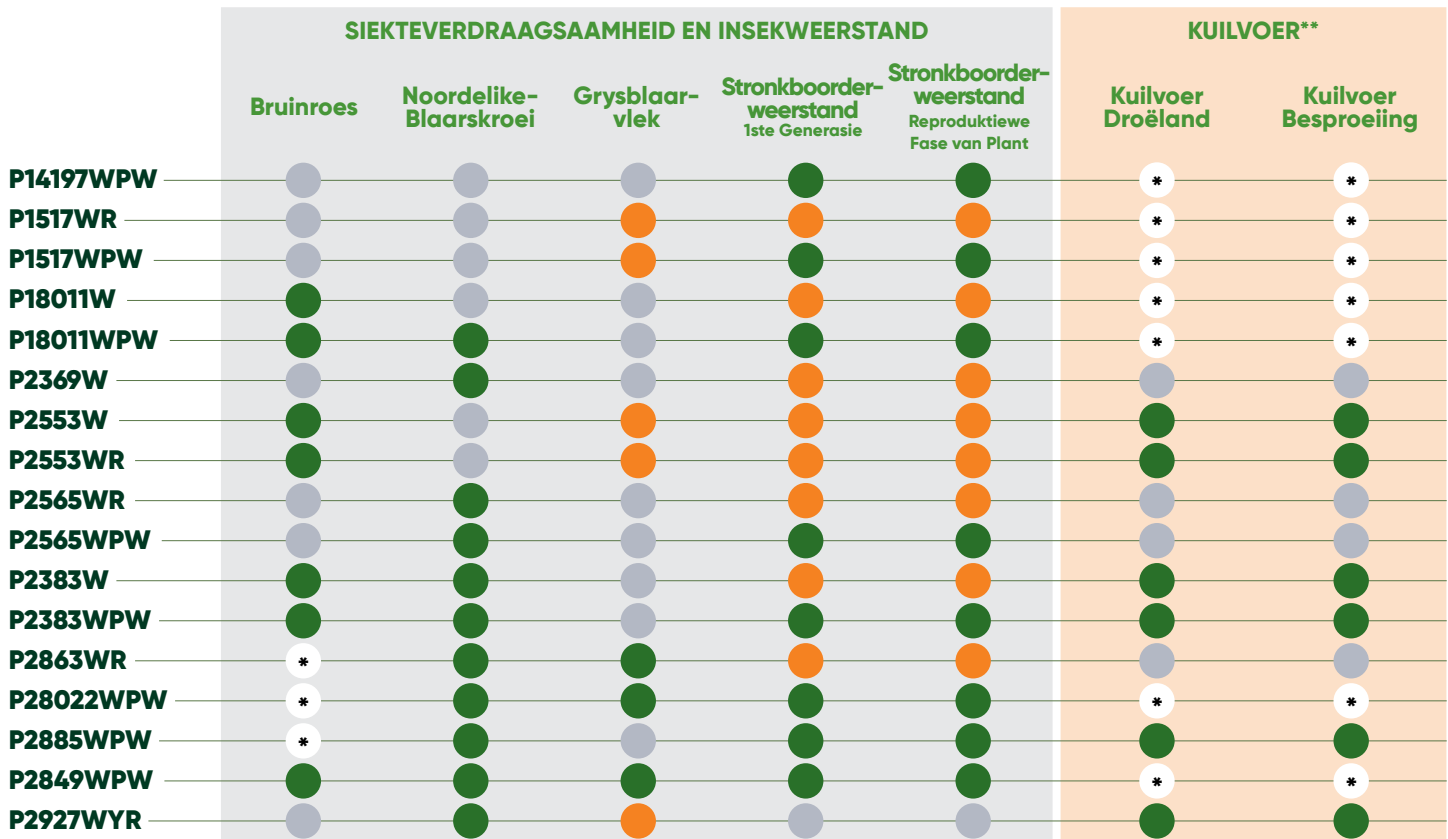 SIEKTEVERDRAAGSAAMHEID EN INSEKWEERSTAND
KUILVOER**
Bruinroes
Noordelike-
Blaarskroei
Grysblaar-
vlek
Stronkboorder-
weerstand
1ste Generasie
Stronkboorder-
weerstand
Reproduktiewe
Fase van Plant
Kuilvoer
Droëland
Kuilvoer
Besproeiing
P14197WPW * *
P1517WR * *
P1517WPW * *
P18011W * *
P18011WPW * *
P2369W
P2553W
P2553WR
P2565WR
P2565WPW
P2383W
P2383WPW
P2863WR *
P28022WPW * * *
P2885WPW *
P2849WPW * *
P2927WYR